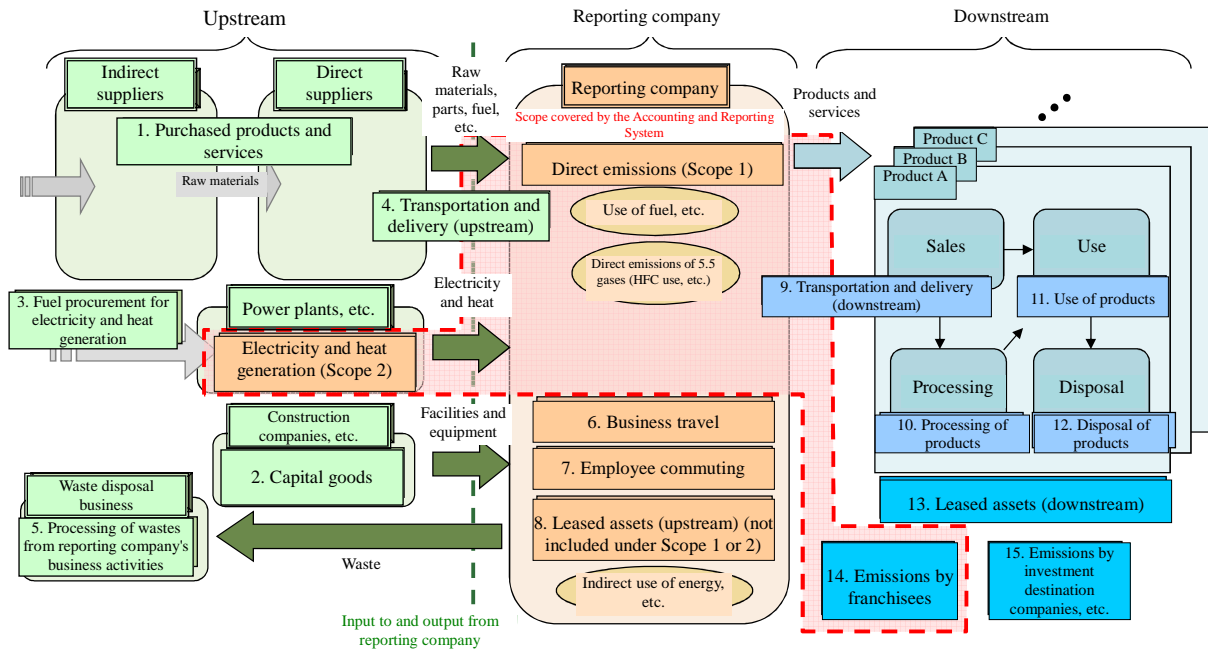 Upstream
Reporting company
Downstream
Indirect
suppliers
Direct
suppliers
Raw
materials,
parts, fuel,
etc.
Reporting company
Products and
services
Scope covered by the Accounting and Reporting
System
1. Purchased products and
services
Raw materials
Direct emissions (Scope 1)
Product C
Product B
Product A
4. Transportation and
delivery (upstream)
Use of fuel, etc.
Direct emissions of 5.5
gases (HFC use, etc.)
Sales
Use
3. Fuel procurement for
electricity and heat
generation
Power plants, etc.
Electricity
and heat
9. Transportation and delivery
(downstream)
11. Use of products
Electricity and heat
generation (Scope 2)
Processing
Disposal
10. Processing of
products
12. Disposal of
products
Construction
companies, etc.
Facilities and
equipment
6. Business travel
2. Capital goods
7. Employee commuting
Waste disposal
business
13. Leased assets (downstream)
5. Processing of wastes
from reporting company's
business activities
8. Leased assets (upstream) (not
included under Scope 1 or 2)
Waste
Indirect use of energy,
etc.
14. Emissions by
franchisees
15. Emissions by
investment
destination
companies, etc.
Input to and output from
reporting company